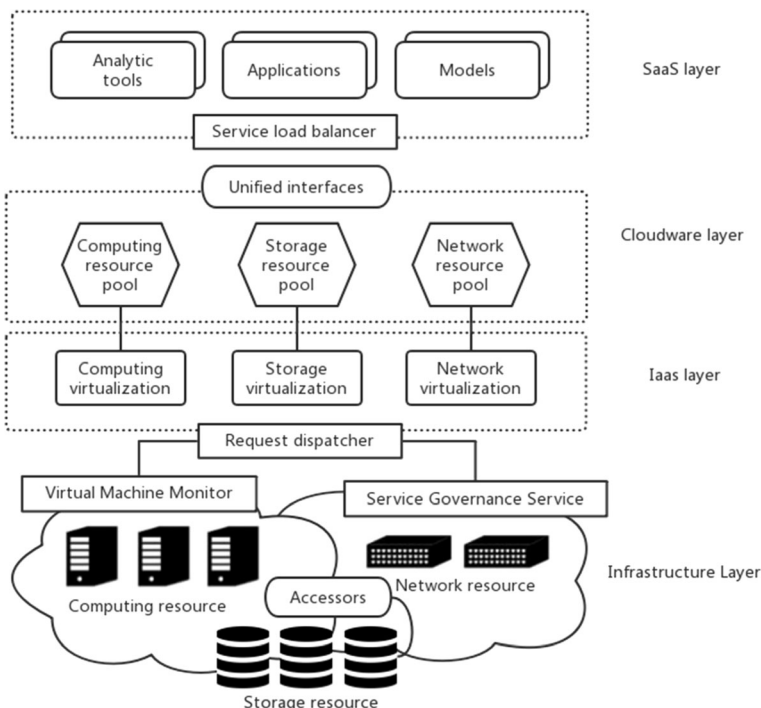 Analytic
tools
Applications
Models
SaaS layer
Service load balancer
Unified interfaces
Computing
resource
pool
Storage
resource
pool
Network
resource
pool
Cloudware layer
Computing
virtualization
Storage
virtualization
Network
virtualization
Iaas layer
Request dispatcher
Virtual Machine Monitor
Service Governance Service
Computing resource
Accessors
Network resource
Infrastructure Layer
Storage resource